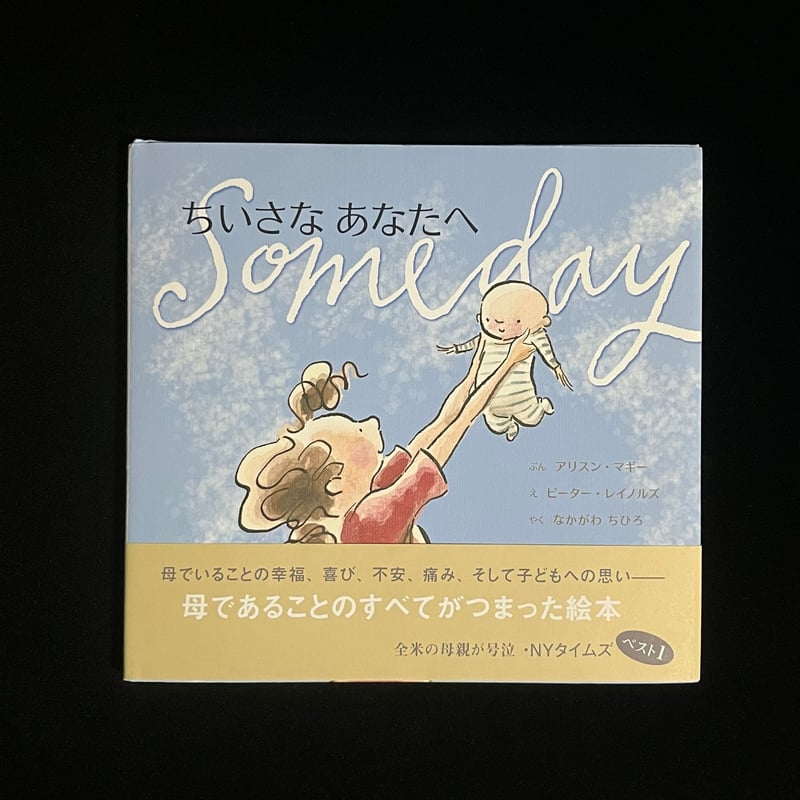 ちいさな あなたへ
Someday
ぶん アリスン・マギー
え ピーター・レイノルズ
やく なかがわ ちひろ
母でいることの幸福、喜び、不安、痛み、そして子どもへの思い――
母であることのすべてがつまった絵本
全米の母親が号泣・NYタイムズ ベスト1